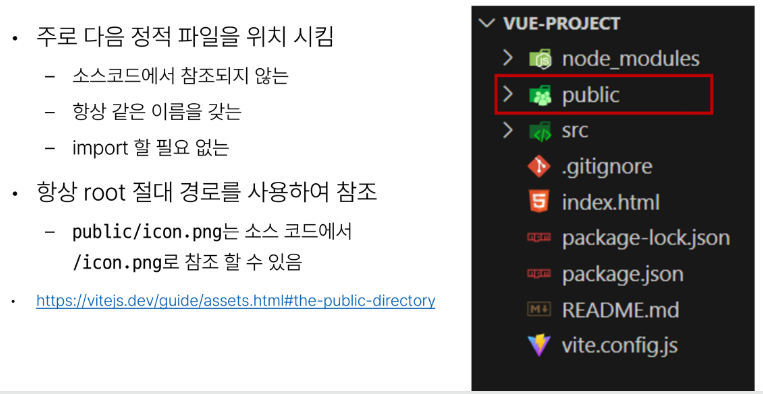 • 주로 다음 정적 파일을 위치 시킴
– 소스코드에서 참조되지 않는
– 항상 같은 이름을 갖는
– import 할 필요 없는
• 항상 root 절대 경로를 사용하여 참조
– public/icon.png는 소스 코드에서
/icon.png로 참조 할 수 있음
• https://vitejs.dev/guide/assets.html#the-public-directory
VUE-PROJECT
node_modules
public
src
.gitignore
index.html
package-lock.json
package.json
README.md
vite.config.js